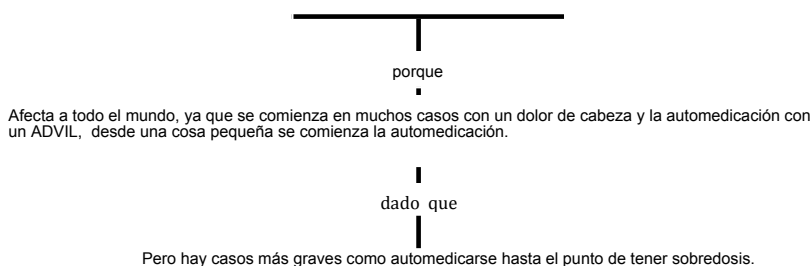 porque
Afecta a todo el mundo, ya que se comienza en muchos casos con un dolor de cabeza y la automedicación con
un ADVIL, desde una cosa pequeña se comienza la automedicación.
dado que
Pero hay casos más graves como automedicarse hasta el punto de tener sobredosis.